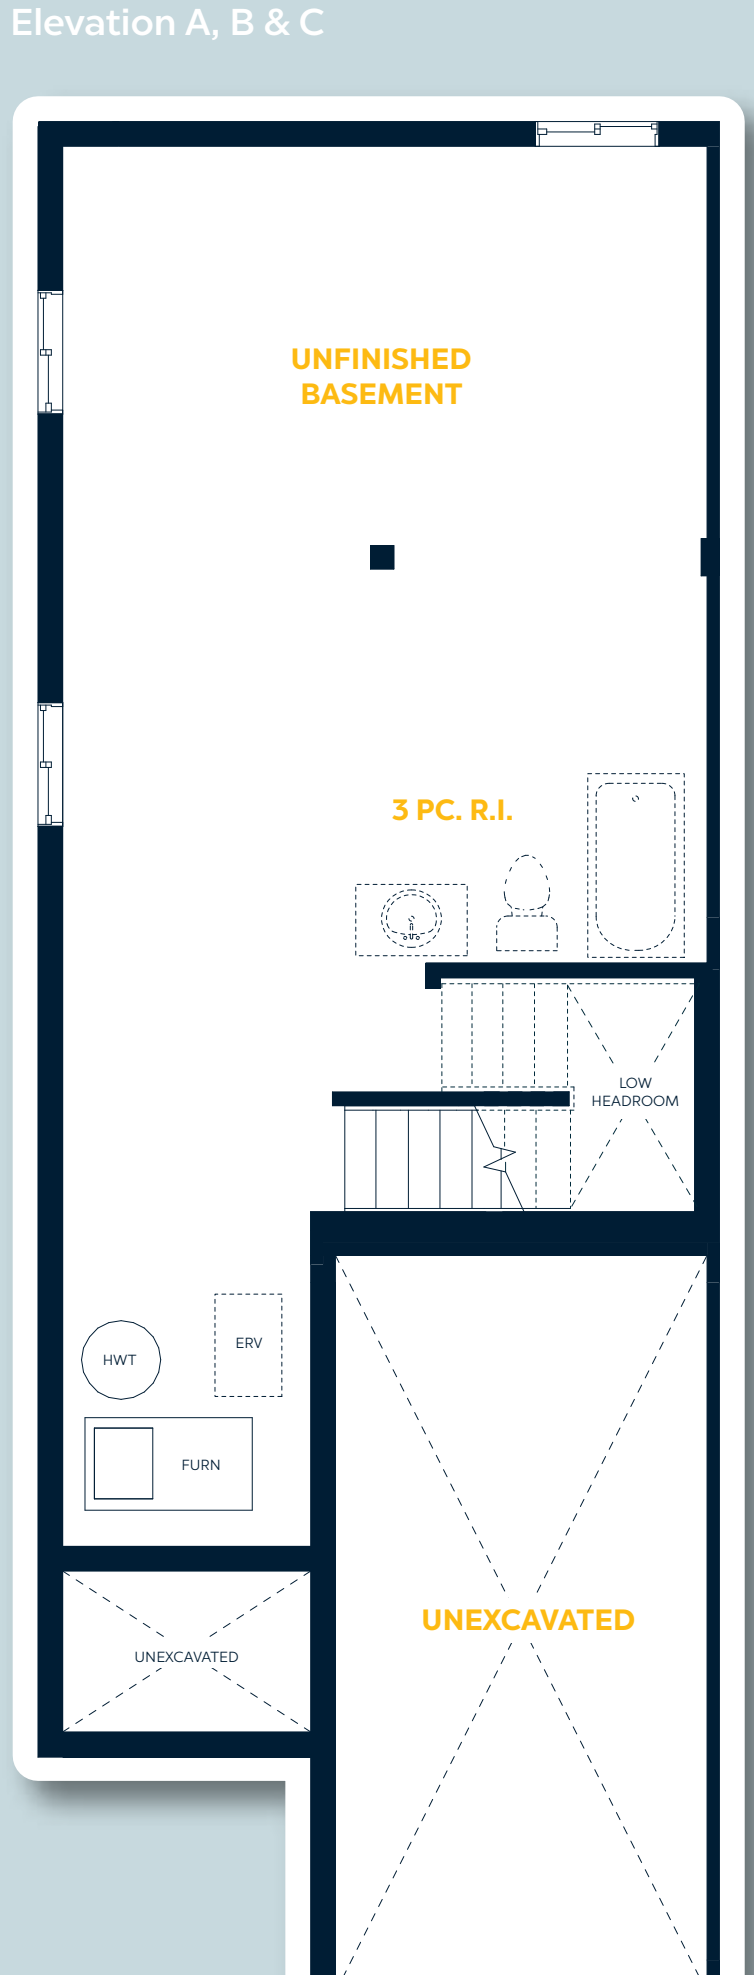 Elevation A, B & C
UNFINISHED
BASEMENT
3 PC. R.I.
LOW
HEADROOM
ERV
HWT
FURN
UNEXCAVATED
UNEXCAVATED